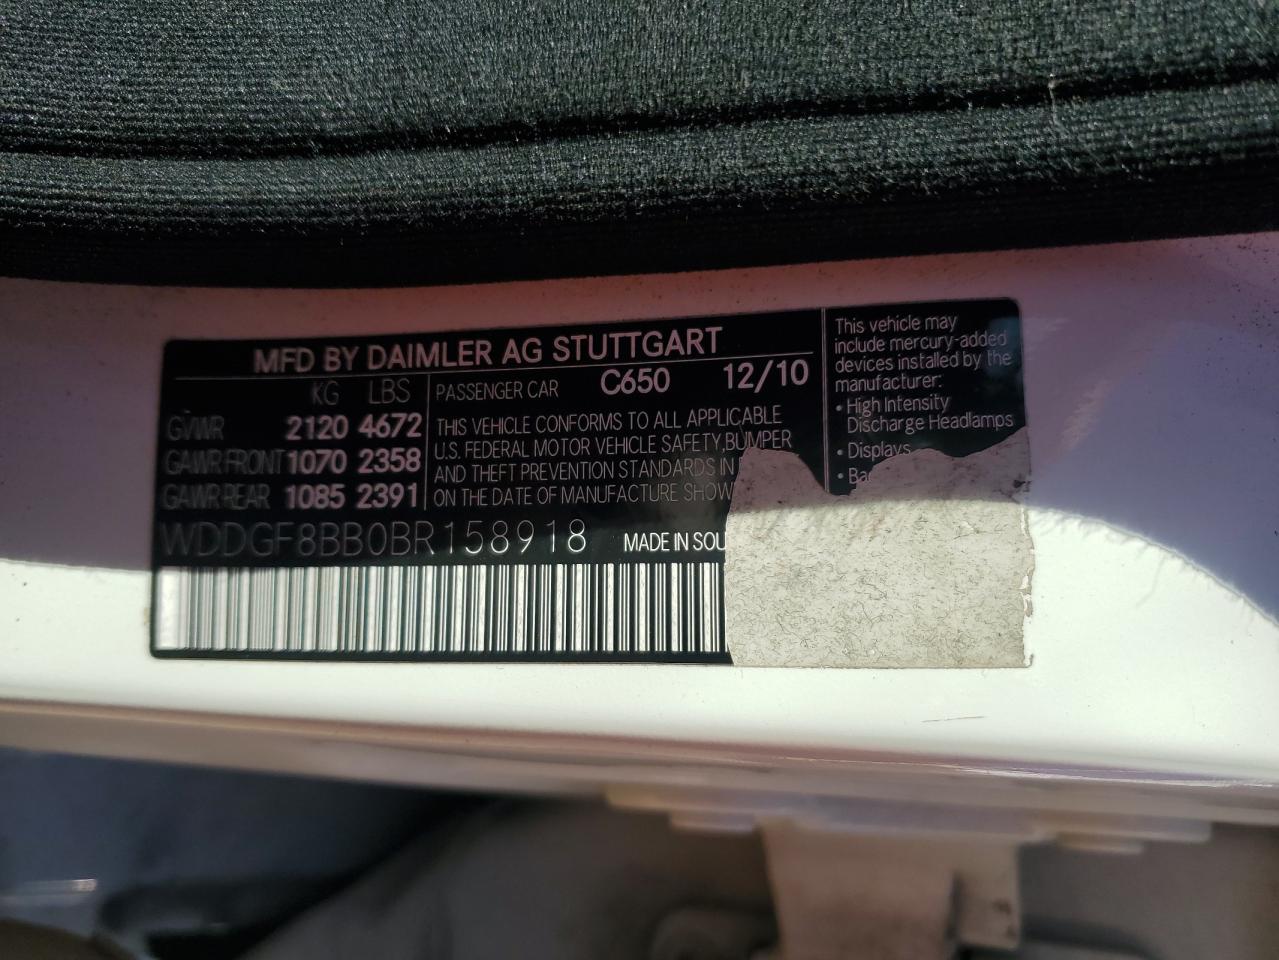 MFD BY DAIMLER AG STUTTGART
KG LBS
GVWR 2120 4672
GAWR FRONT 1070 2358
GAWR REAR 1085 2391
PASSENGER CAR C650 12/10
THIS VEHICLE CONFORMS TO ALL APPLICABLE
U.S. FEDERAL MOTOR VEHICLE SAFETY, BUMPER
AND THEFT PREVENTION STANDARDS IN
ON THE DATE OF MANUFACTURE SHOW
WDDGF8BB0BR158918 MADE IN SOU
This vehicle may
include mercury-added
devices installed by the
manufacturer:
• High Intensity
Discharge Headlamps
• Displays
• Ba